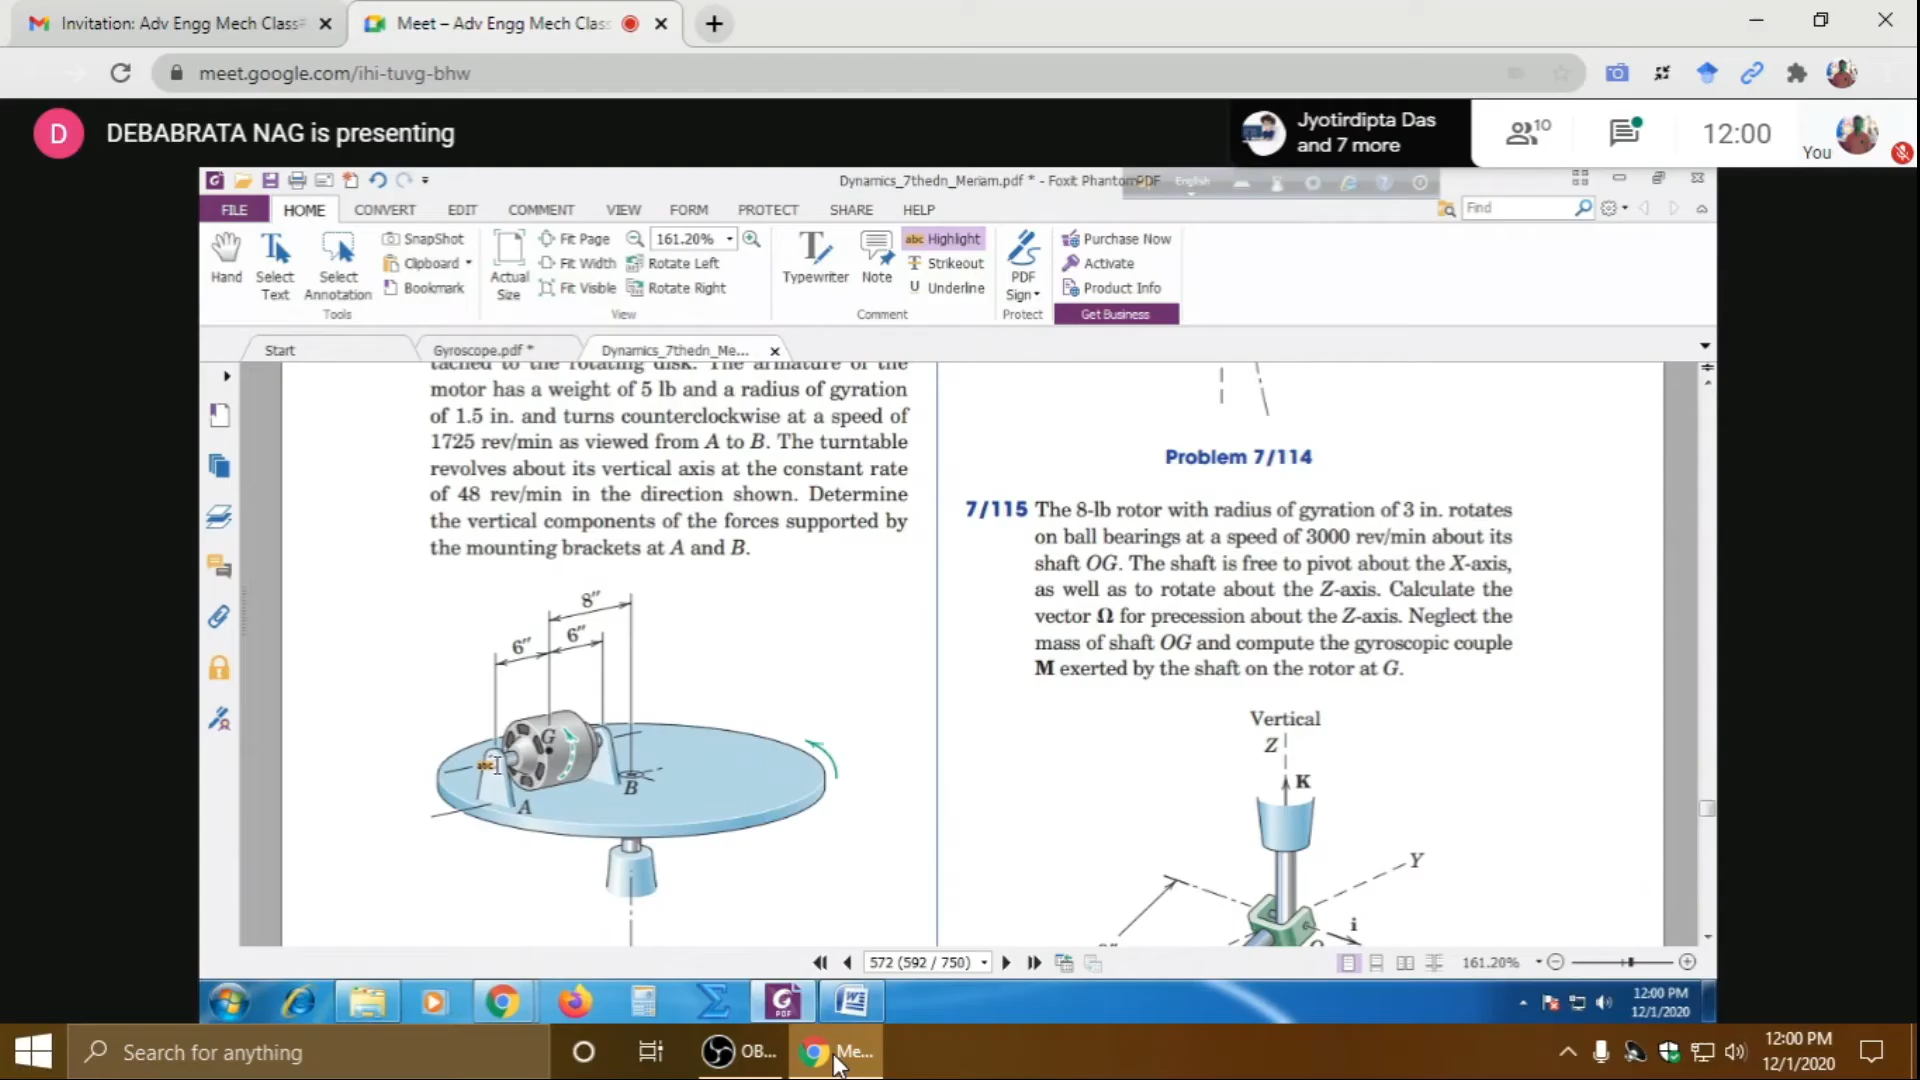 Invitation: Adv Engg Mech Class
Meet – Adv Engg Mech Clas
meet.google.com/ihi-tuvg-bhw
D
DEBABRATA NAG is presenting
Jyotirdipta Das
and 7 more
10
12:00
You
Dynamics_7thedn_Meriam.pdf * - Foxit PhantomPDF
English
FILE HOME CONVERT EDIT COMMENT VIEW FORM PROTECT SHARE HELP
Find
Hand
Select
Text
Select
Annotation
SnapShot
Clipboard
Bookmark
Tools
Actual
Size
Fit Page
Fit Width
Fit Visible
161.20%
Rotate Left
Rotate Right
View
Typewriter
Note
abc Highlight
Strikeout
Underline
Comment
PDF
Sign
Protect
Purchase Now
Activate
Product Info
Get Business
Start
Gyroscope.pdf *
Dynamics_7thedn_Me...
tached to the rotating disk. The armature of the
motor has a weight of 5 lb and a radius of gyration
of 1.5 in. and turns counterclockwise at a speed of
1725 rev/min as viewed from A to B. The turntable
revolves about its vertical axis at the constant rate
of 48 rev/min in the direction shown. Determine
the vertical components of the forces supported by
the mounting brackets at A and B.
8″
6″
6″
G
A
B
Problem 7/114
7/115 The 8-lb rotor with radius of gyration of 3 in. rotates
on ball bearings at a speed of 3000 rev/min about its
shaft OG. The shaft is free to pivot about the X-axis,
as well as to rotate about the Z-axis. Calculate the
vector Ω for precession about the Z-axis. Neglect the
mass of shaft OG and compute the gyroscopic couple
M exerted by the shaft on the rotor at G.
Vertical
Z
K
Y
i
572 (592 / 750)
161.20%
12:00 PM
12/1/2020
Search for anything
OB...
Me...
12:00 PM
12/1/2020